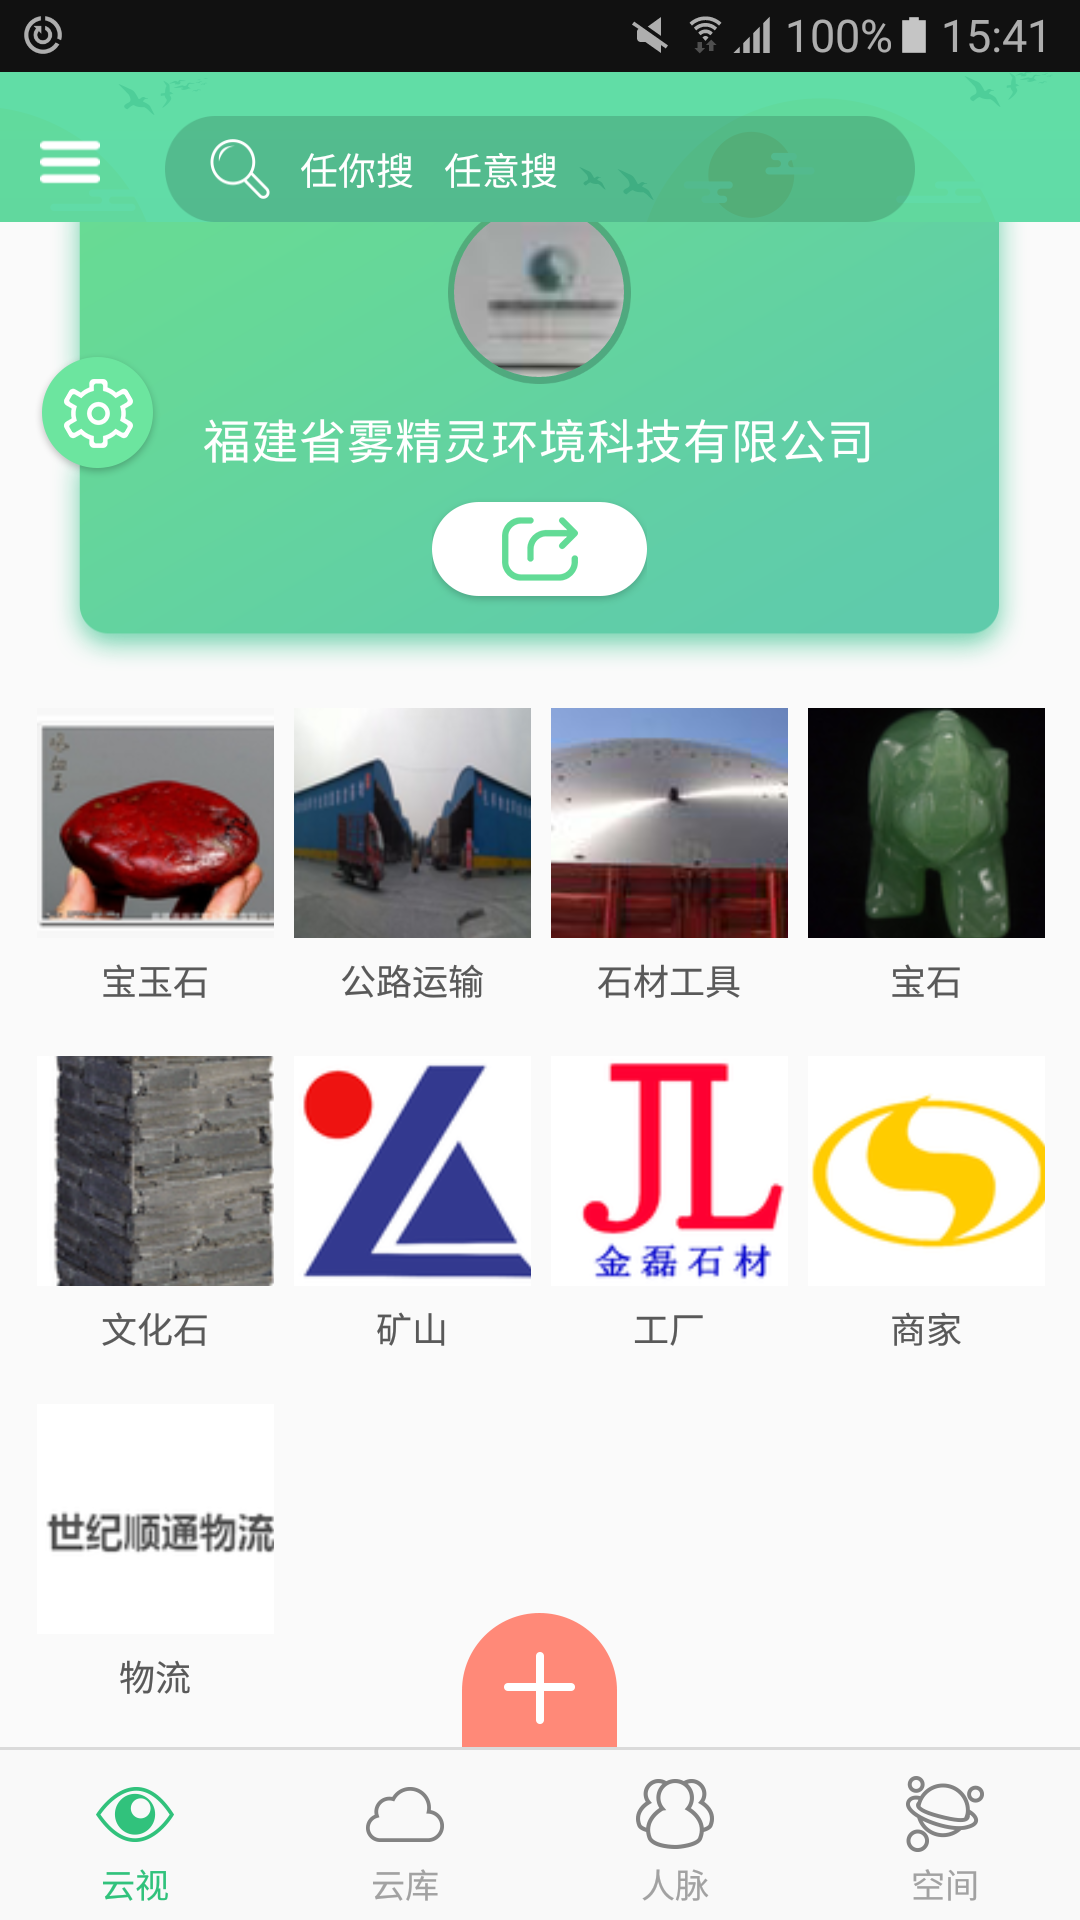 100% 15:41
任你搜 任意搜
福建省雾精灵环境科技有限公司
宝玉石
公路运输
石材工具
宝石
JL
金磊石材
文化石
矿山
工厂
商家
世纪顺通物流
物流
云视
云库
人脉
空间